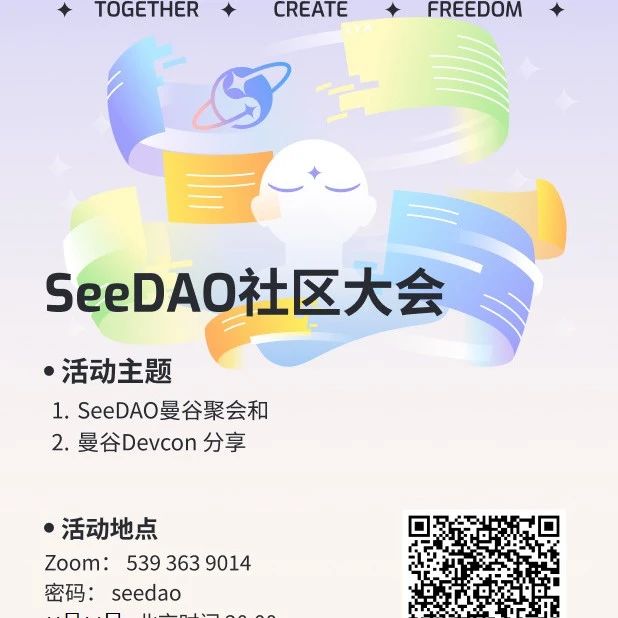 ✦ TOGETHER ✦ CREATE ✦ FREEDOM ✦
SeeDAO社区大会
• 活动主题
1. SeeDAO曼谷聚会和
2. 曼谷Devcon 分享
• 活动地点
Zoom： 539 363 9014
密码： seedao